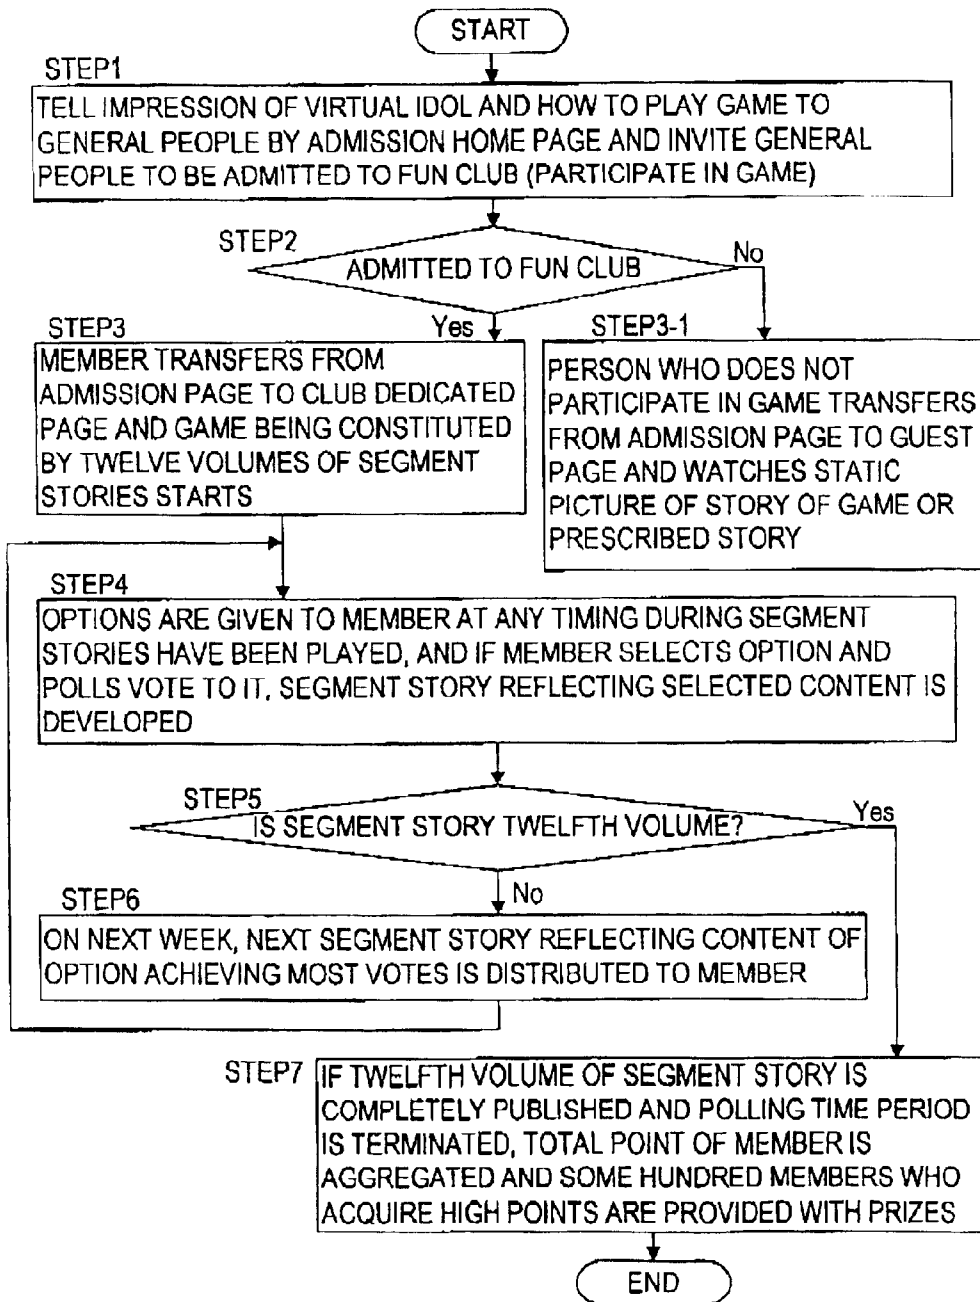 START
STEP1
TELL IMPRESSION OF VIRTUAL IDOL AND HOW TO PLAY GAME TO
GENERAL PEOPLE BY ADMISSION HOME PAGE AND INVITE GENERAL
PEOPLE TO BE ADMITTED TO FUN CLUB (PARTICIPATE IN GAME)
STEP2
ADMITTED TO FUN CLUB
No
Yes
STEP3
MEMBER TRANSFERS FROM
ADMISSION PAGE TO CLUB DEDICATED
PAGE AND GAME BEING CONSTITUTED
BY TWELVE VOLUMES OF SEGMENT
STORIES STARTS
STEP3-1
PERSON WHO DOES NOT
PARTICIPATE IN GAME TRANSFERS
FROM ADMISSION PAGE TO GUEST
PAGE AND WATCHES STATIC
PICTURE OF STORY OF GAME OR
PRESCRIBED STORY
STEP4
OPTIONS ARE GIVEN TO MEMBER AT ANY TIMING DURING SEGMENT
STORIES HAVE BEEN PLAYED, AND IF MEMBER SELECTS OPTION AND
POLLS VOTE TO IT, SEGMENT STORY REFLECTING SELECTED CONTENT IS
DEVELOPED
STEP5
IS SEGMENT STORY TWELFTH VOLUME?
Yes
No
STEP6
ON NEXT WEEK, NEXT SEGMENT STORY REFLECTING CONTENT OF
OPTION ACHIEVING MOST VOTES IS DISTRIBUTED TO MEMBER
STEP7
IF TWELFTH VOLUME OF SEGMENT STORY IS
COMPLETELY PUBLISHED AND POLLING TIME PERIOD
IS TERMINATED, TOTAL POINT OF MEMBER IS
AGGREGATED AND SOME HUNDRED MEMBERS WHO
ACQUIRE HIGH POINTS ARE PROVIDED WITH PRIZES
END